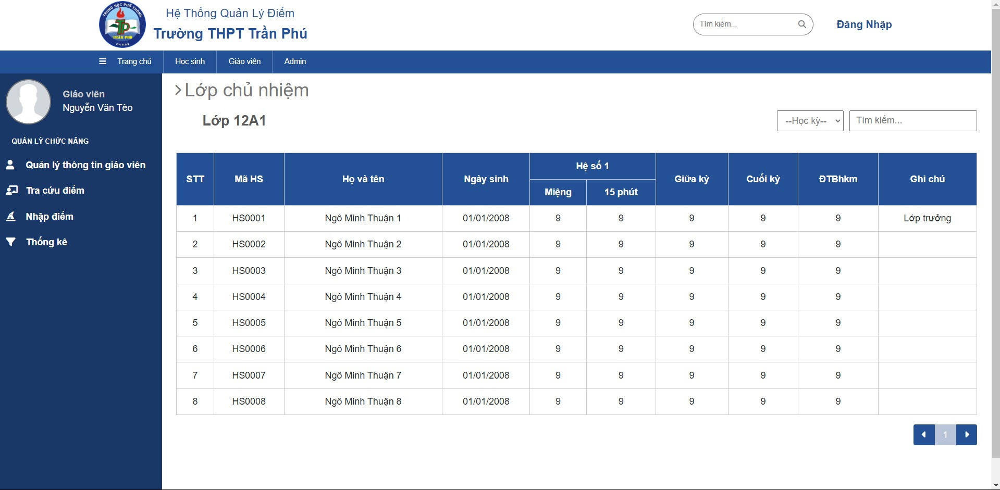 TRUNG HỌC PHỔ THÔNG
TP
TRẦN PHÚ
Hệ Thống Quản Lý Điểm
Trường THPT Trần Phú
Tìm kiếm...
Đăng Nhập
Trang chủ
Học sinh
Giáo viên
Admin
Giáo viên
Nguyễn Văn Tèo
QUẢN LÝ CHỨC NĂNG
Quản lý thông tin giáo viên
Tra cứu điểm
Nhập điểm
Thống kê
Lớp chủ nhiệm
Lớp 12A1
--Học kỳ--
Tìm kiếm...
STT Mã HS Họ và tên Ngày sinh Hệ số 1 Giữa kỳ Cuối kỳ ĐTBhkm Ghi chú
Miệng 15 phút
1 HS0001 Ngô Minh Thuận 1 01/01/2008 9 9 9 9 9 Lớp trưởng
2 HS0002 Ngô Minh Thuận 2 01/01/2008 9 9 9 9 9
3 HS0003 Ngô Minh Thuận 3 01/01/2008 9 9 9 9 9
4 HS0004 Ngô Minh Thuận 4 01/01/2008 9 9 9 9 9
5 HS0005 Ngô Minh Thuận 5 01/01/2008 9 9 9 9 9
6 HS0006 Ngô Minh Thuận 6 01/01/2008 9 9 9 9 9
7 HS0007 Ngô Minh Thuận 7 01/01/2008 9 9 9 9 9
8 HS0008 Ngô Minh Thuận 8 01/01/2008 9 9 9 9 9
1